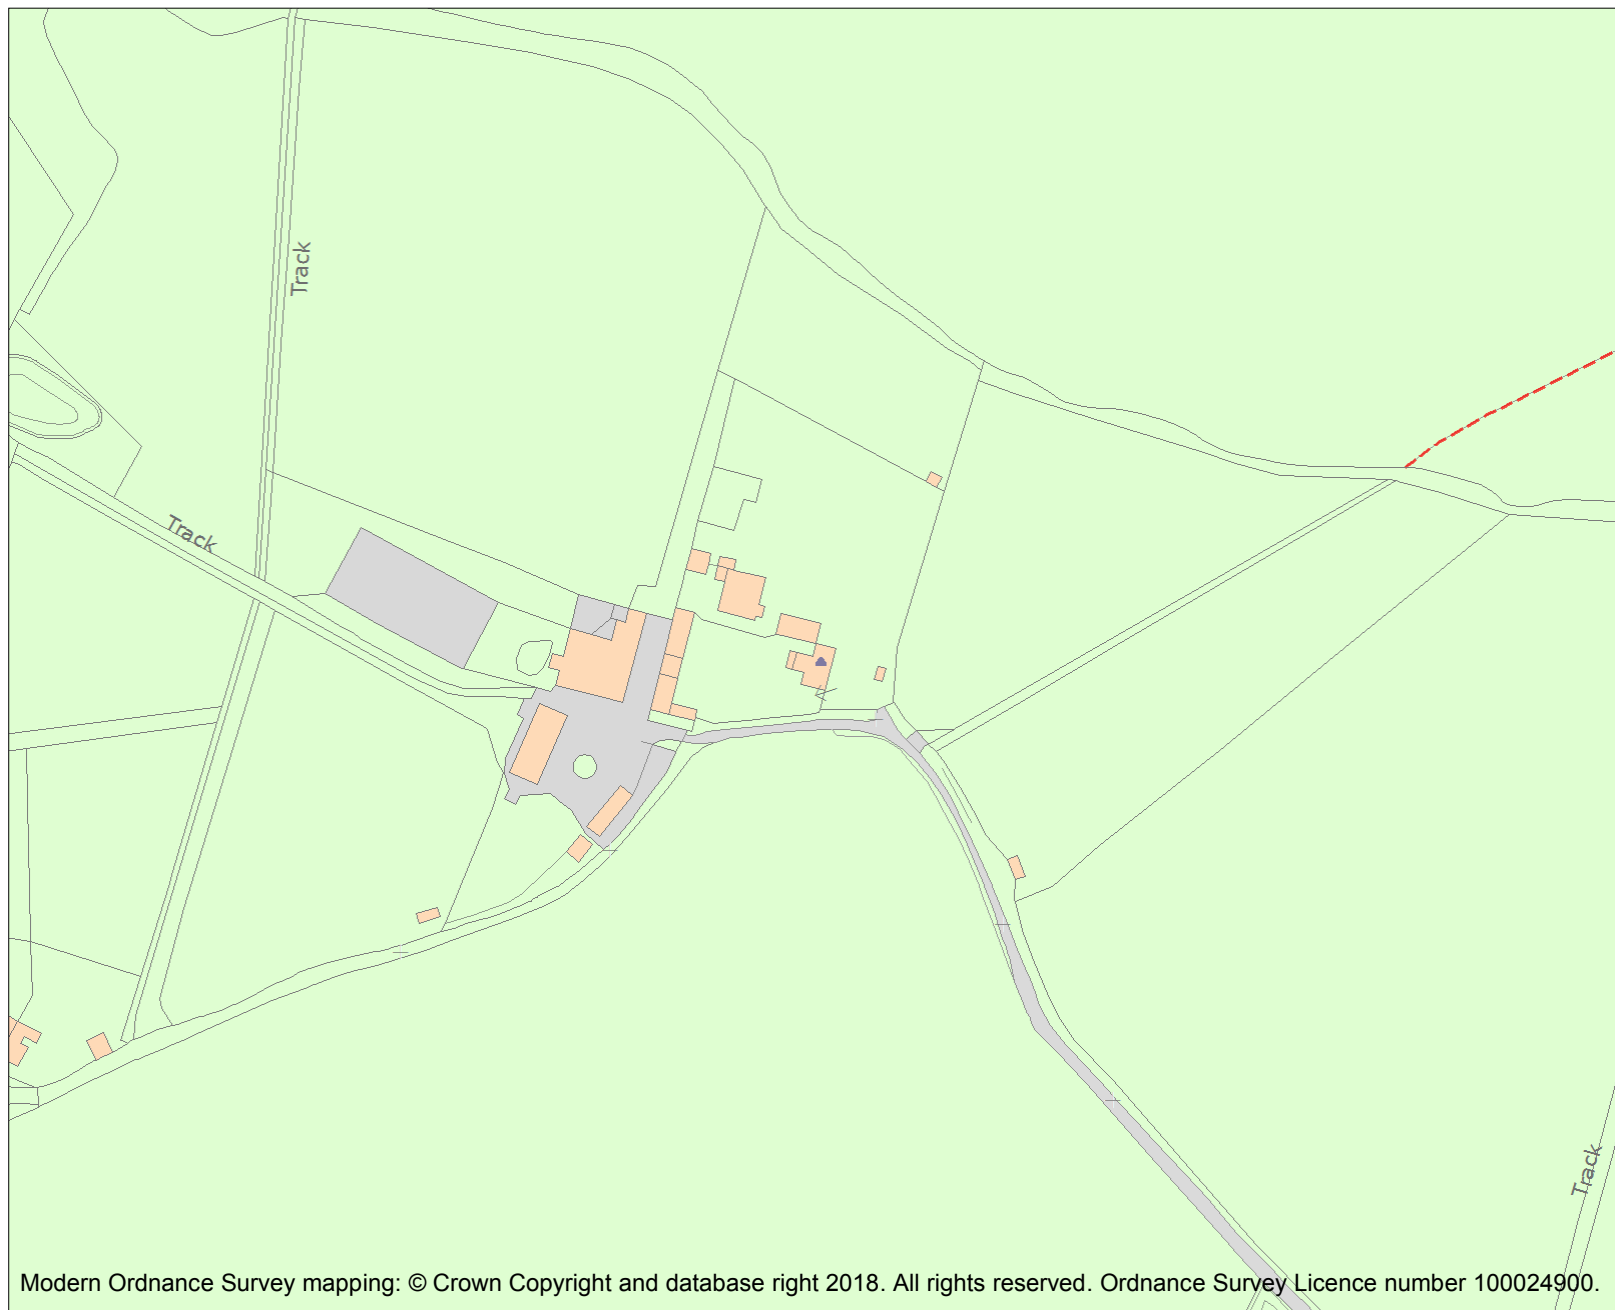 Track
Track
Track
Modern Ordnance Survey mapping: © Crown Copyright and database right 2018. All rights reserved. Ordnance Survey Licence number 100024900.